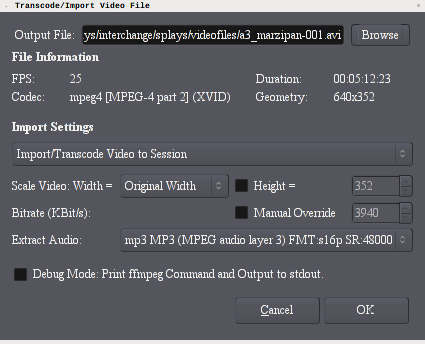 Transcode/Import Video File
Output File: ys/interchange/splays/videofiles/a3_marzipan-001.avi Browse
File Information
FPS: 25 Duration: 00:05:12:23
Codec: mpeg4 [MPEG-4 part 2] (XVID) Geometry: 640x352
Import Settings
Import/Transcode Video to Session
Scale Video: Width = Original Width Height = 352
Bitrate (KBit/s): Manual Override 3940
Extract Audio: mp3 MP3 (MPEG audio layer 3) FMT:s16p SR:48000
Debug Mode: Print ffmpeg Command and Output to stdout.
Cancel OK